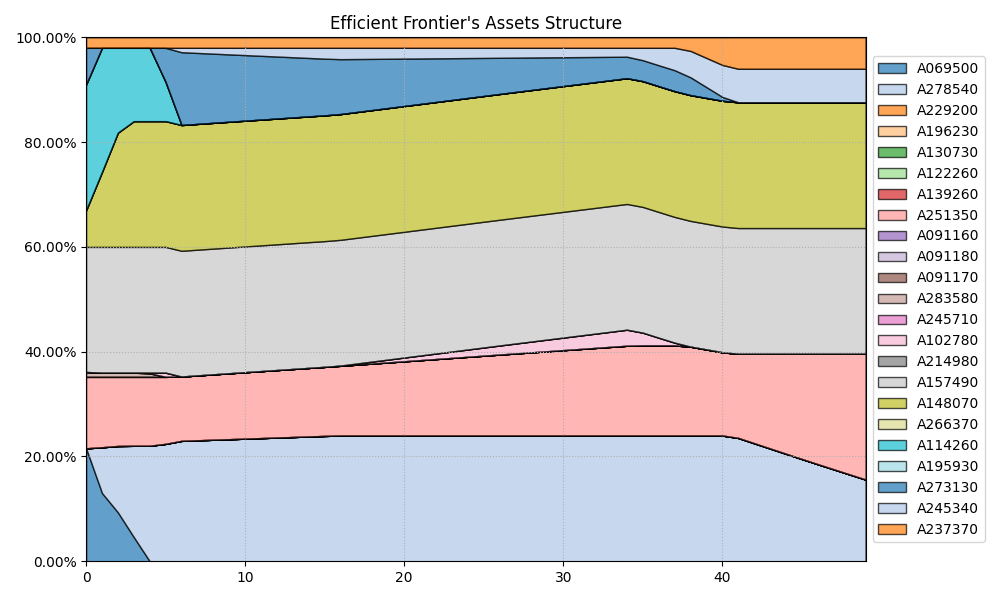 Efficient Frontier's Assets Structure
100.00%
80.00%
60.00%
40.00%
20.00%
0.00%
0
10
20
30
40
A069500
A278540
A229200
A196230
A130730
A122260
A139260
A251350
A091160
A091180
A091170
A283580
A245710
A102780
A214980
A157490
A148070
A266370
A114260
A195930
A273130
A245340
A237370